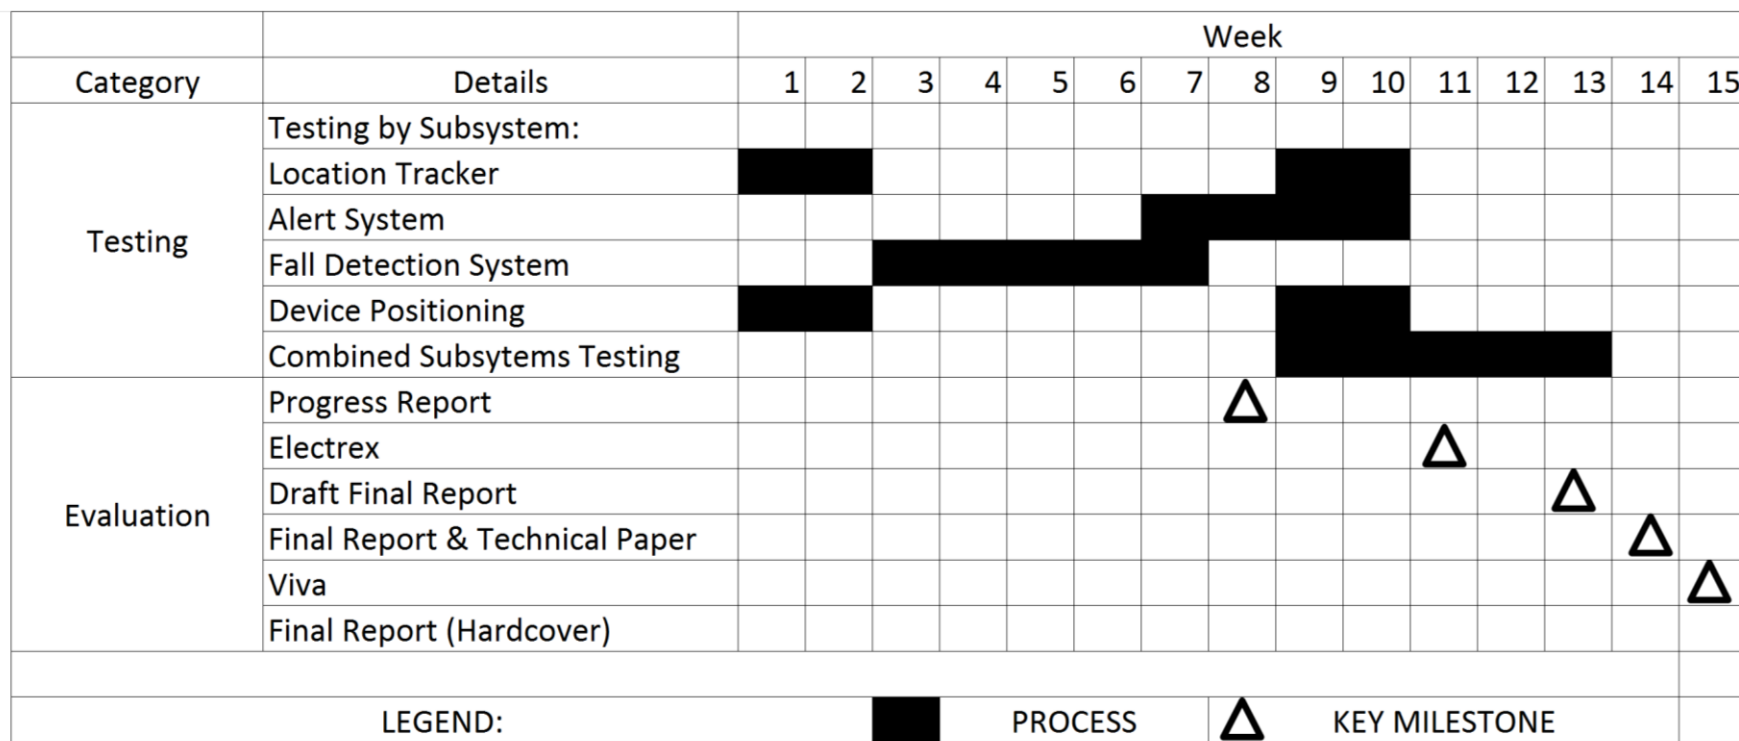 Week
Category Details 1 2 3 4 5 6 7 8 9 10 11 12 13 14 15
Testing by Subsystem:
Location Tracker
Alert System
Testing
Fall Detection System
Device Positioning
Combined Subsytems Testing
Progress Report
Electrex
Draft Final Report
Evaluation
Final Report & Technical Paper
Viva
Final Report (Hardcover)
LEGEND: PROCESS KEY MILESTONE